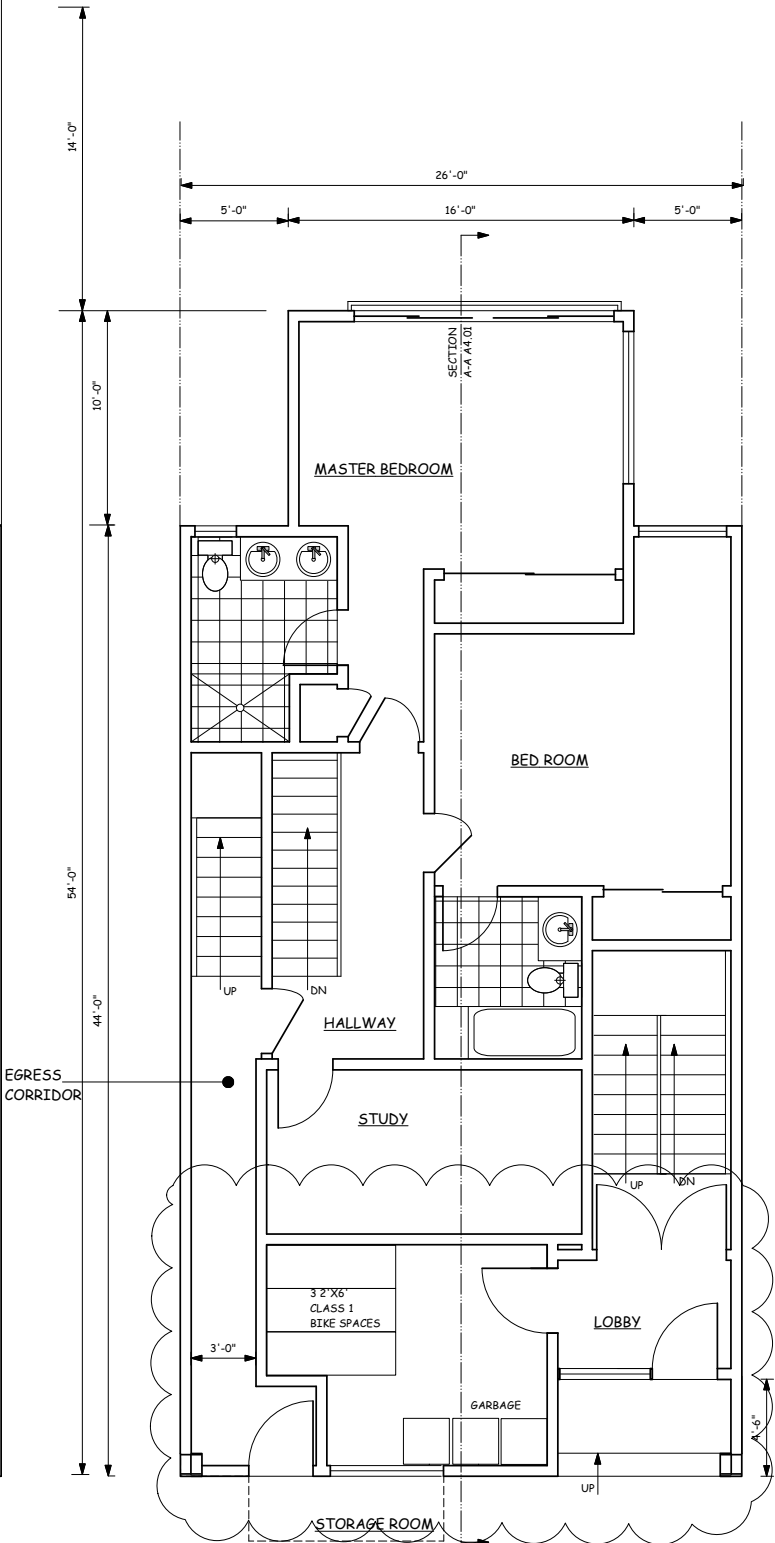 14'-0"
26'-0"
5'-0"
16'-0"
5'-0"
SECTION
A-A A4.01
10'-0"
MASTER BEDROOM
BED ROOM
54'-0"
44'-0"
UP
DN
HALLWAY
EGRESS
CORRIDOR
STUDY
UP
DN
3 2'X6'
CLASS 1
BIKE SPACES
LOBBY
3'-0"
GARBAGE
4'-6"
UP
STORAGE ROOM